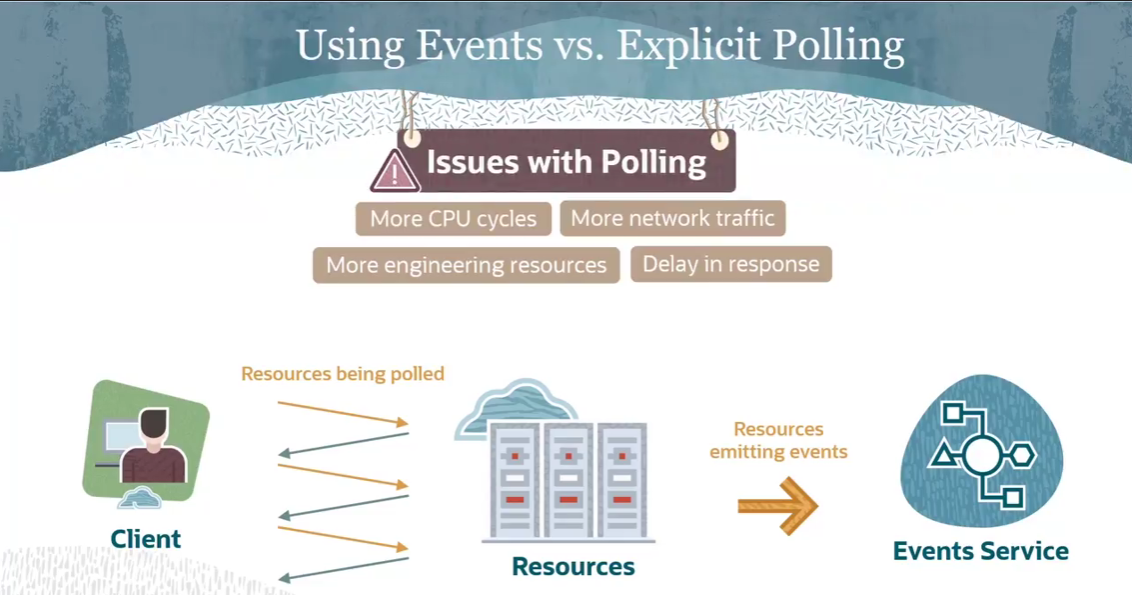 Using Events vs. Explicit Polling
Issues with Polling
More CPU cycles
More network traffic
More engineering resources
Delay in response
Resources being polled
Resources
emitting events
Client
Resources
Events Service